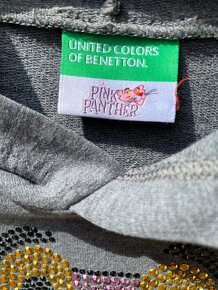 UNITED COLORS
OF BENETTON.
PINK
PANTHER